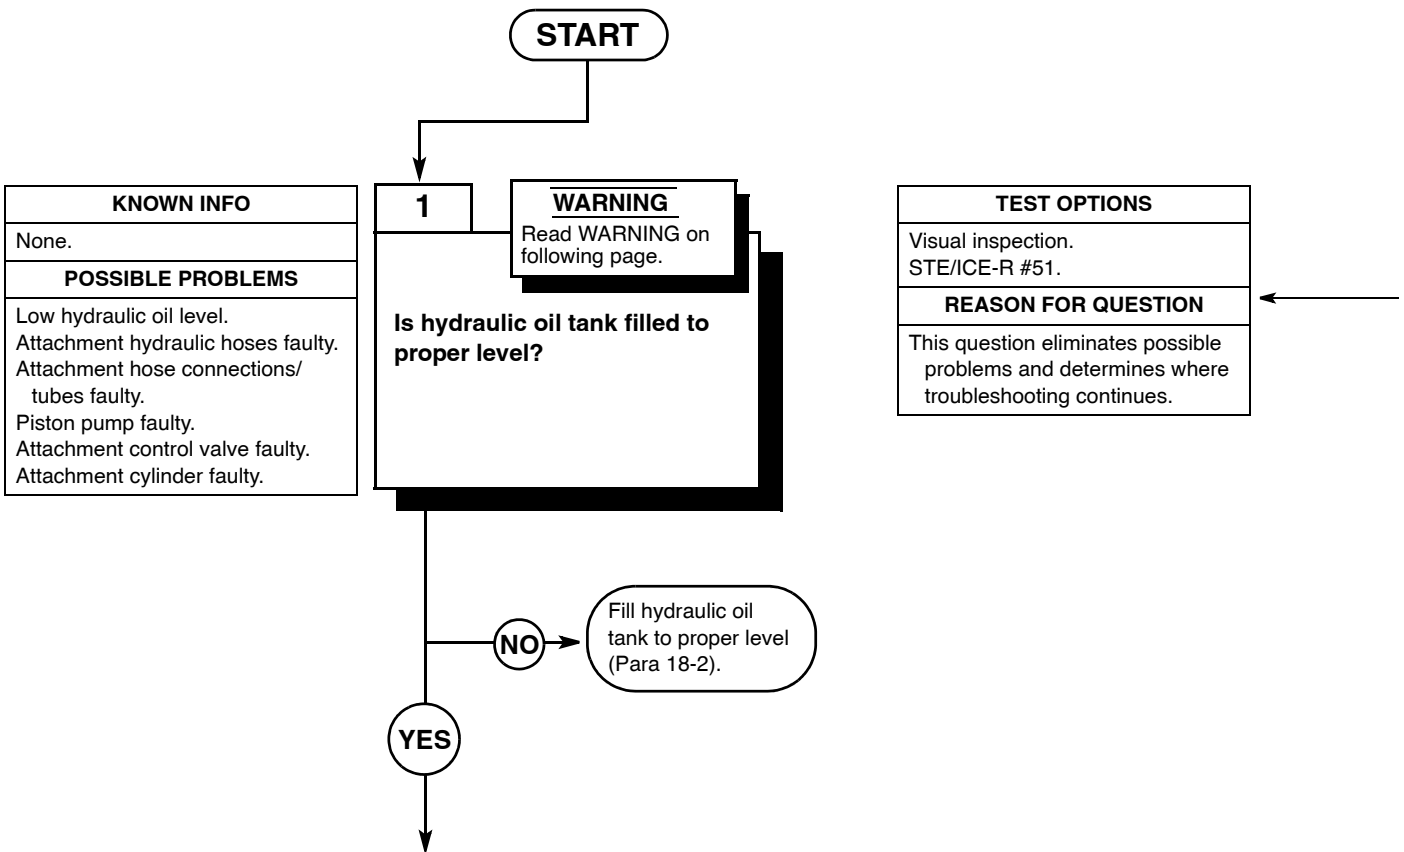 START
KNOWN INFO
None.
POSSIBLE PROBLEMS
Low hydraulic oil level.
Attachment hydraulic hoses faulty.
Attachment hose connections/
tubes faulty.
Piston pump faulty.
Attachment control valve faulty.
Attachment cylinder faulty.
1
WARNING
Read WARNING on
following page.
Is hydraulic oil tank filled to
proper level?
TEST OPTIONS
Visual inspection.
STE/ICE-R #51.
REASON FOR QUESTION
This question eliminates possible
problems and determines where
troubleshooting continues.
NO
Fill hydraulic oil
tank to proper level
(Para 18-2).
YES